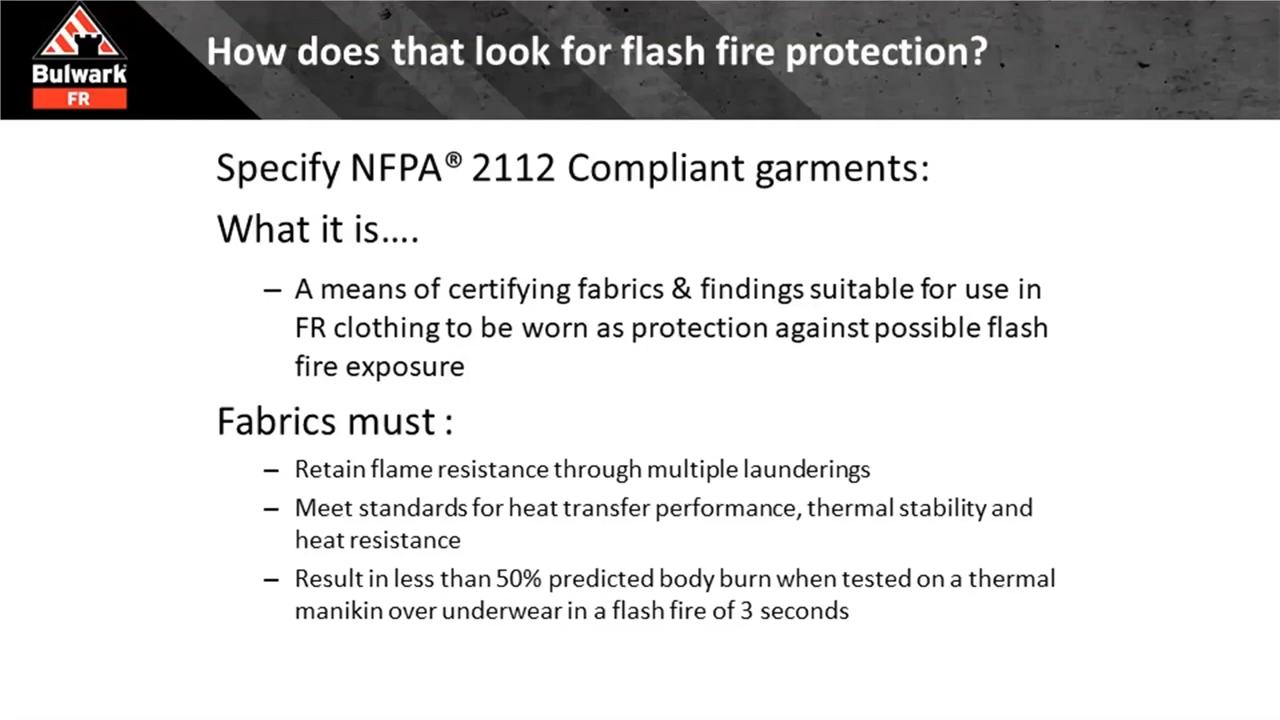 Bulwark
FR
How does that look for flash fire protection?
Specify NFPA® 2112 Compliant garments:
What it is....
– A means of certifying fabrics & findings suitable for use in
FR clothing to be worn as protection against possible flash
fire exposure
Fabrics must :
– Retain flame resistance through multiple launderings
– Meet standards for heat transfer performance, thermal stability and
heat resistance
– Result in less than 50% predicted body burn when tested on a thermal
manikin over underwear in a flash fire of 3 seconds